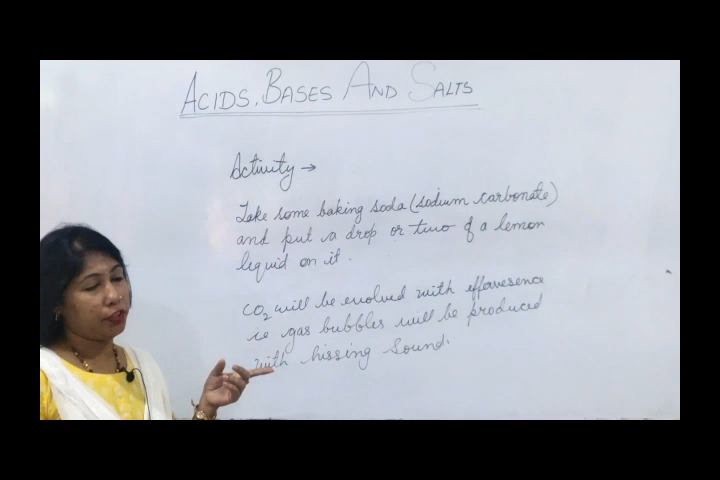 ACIDS, BASES AND SALTS
Activity →
Take some baking soda (sodium carbonate)
and put a drop or two of a lemon
liquid on it.
CO₂ will be evolved with effavesence
ie gas bubbles will be produced
with hissing sound.